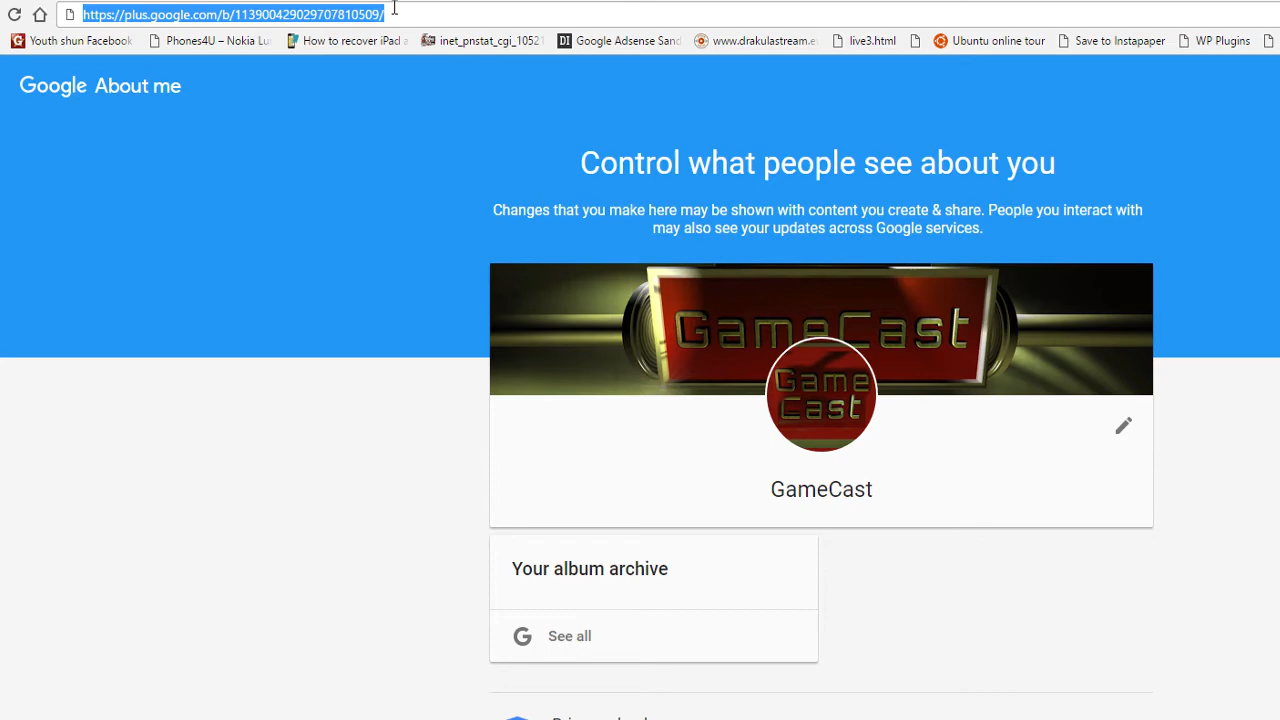 https://plus.google.com/b/113900429029707810509/
Youth shun Facebook Phones4U – Nokia Lu How to recover iPad a inet_pnstat_cgi_1052 Google Adsense Sand www.drakulastream.e live3.html Ubuntu online tour Save to Instapaper WP Plugins
Google About me
Control what people see about you
Changes that you make here may be shown with content you create & share. People you interact with
may also see your updates across Google services.
GameCast
Game
Cast
GameCast
Your album archive
G See all